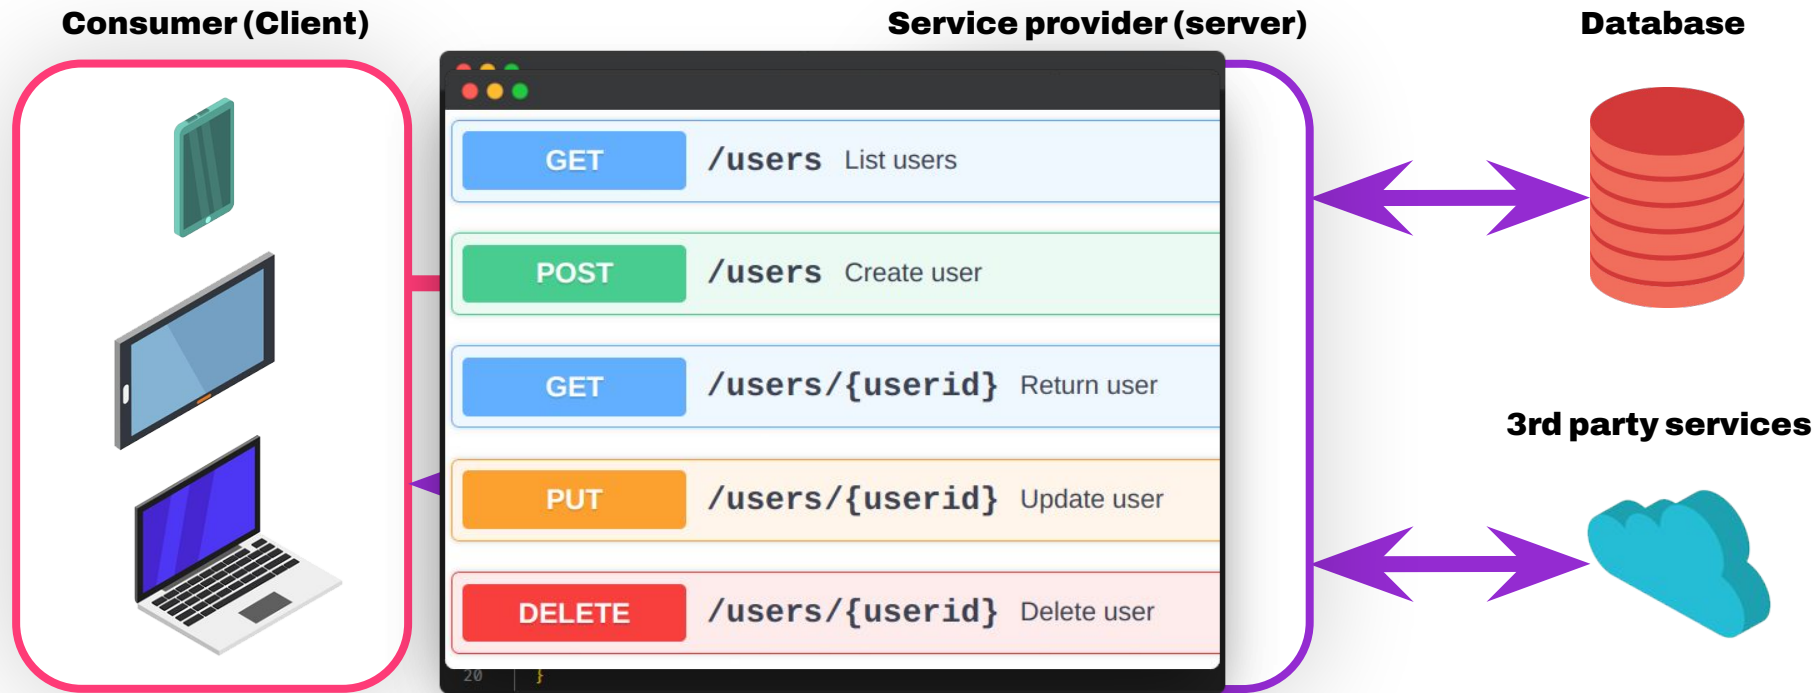 Consumer (Client)
Service provider (server)
Database
GET /users List users
POST /users Create user
GET /users/{userid} Return user
PUT /users/{userid} Update user
DELETE /users/{userid} Delete user
3rd party services
20 }